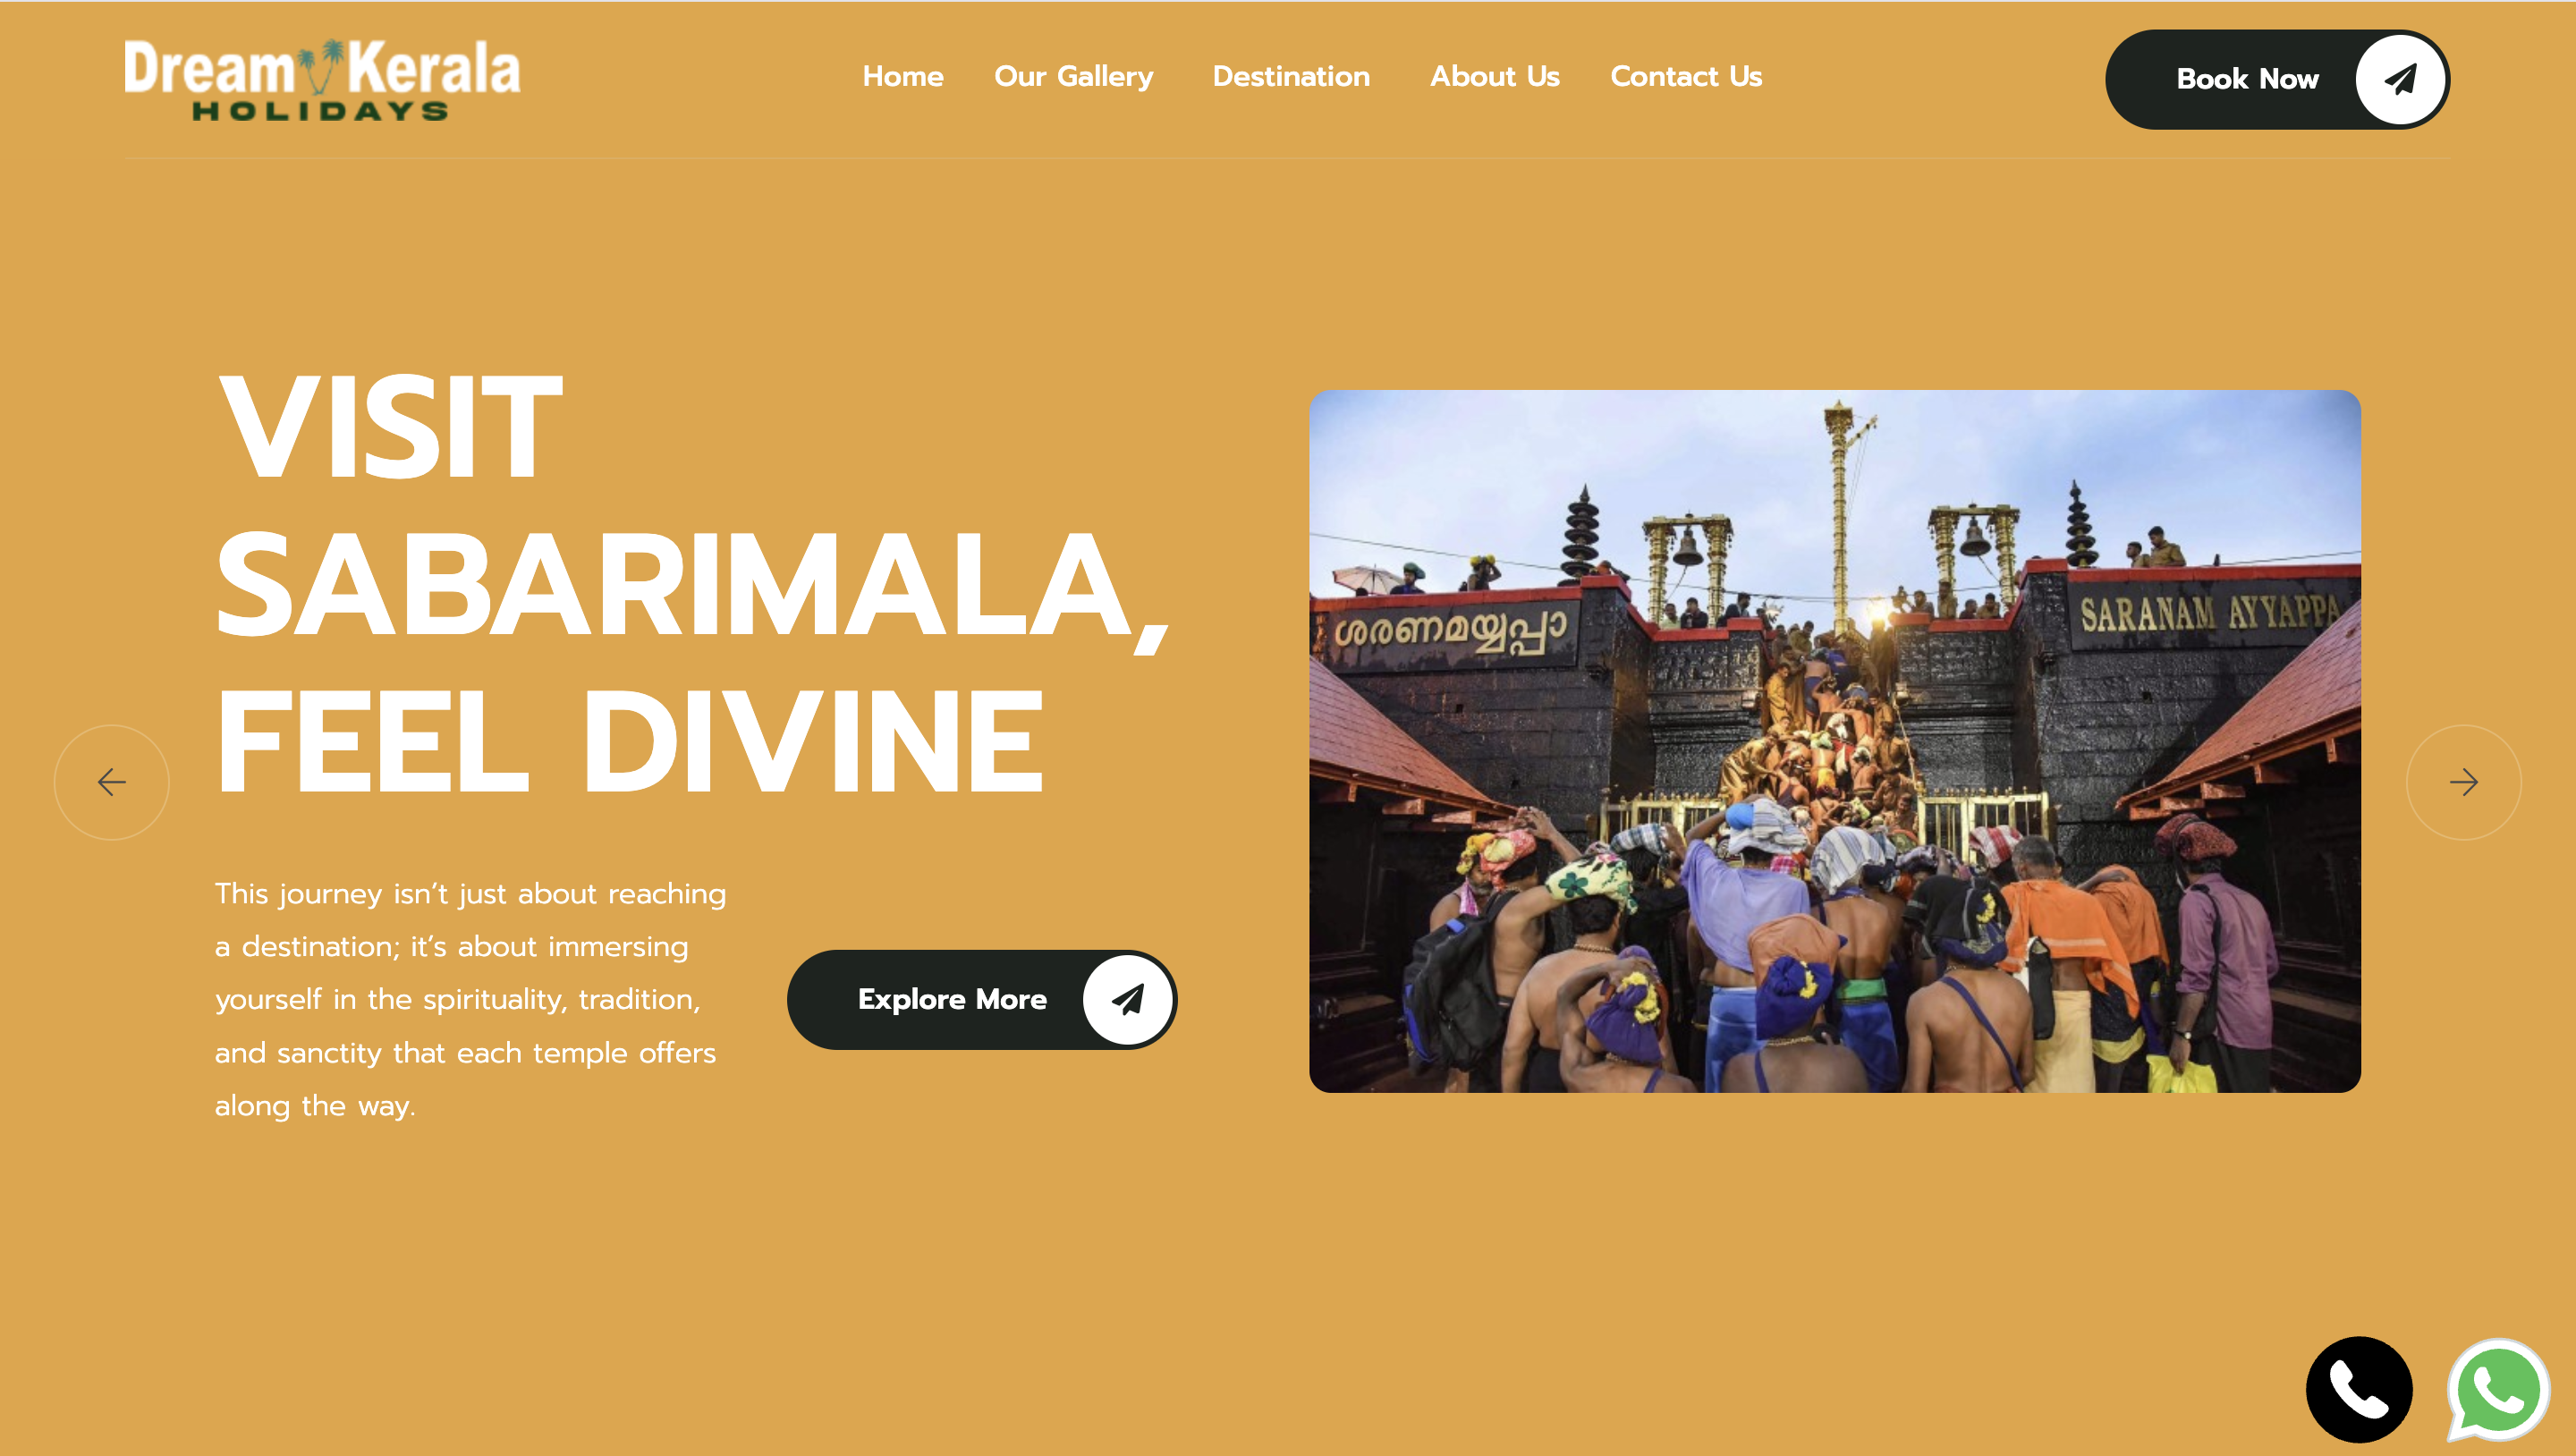 Dream Kerala
HOLIDAYS
Home Our Gallery Destination About Us Contact Us
Book Now
VISIT
SABARIMALA,
FEEL DIVINE
This journey isn’t just about reaching
a destination; it’s about immersing
yourself in the spirituality, tradition,
and sanctity that each temple offers
along the way.
Explore More
ശരണമയ്യപ്പാ
SARANAM AYYAPPA